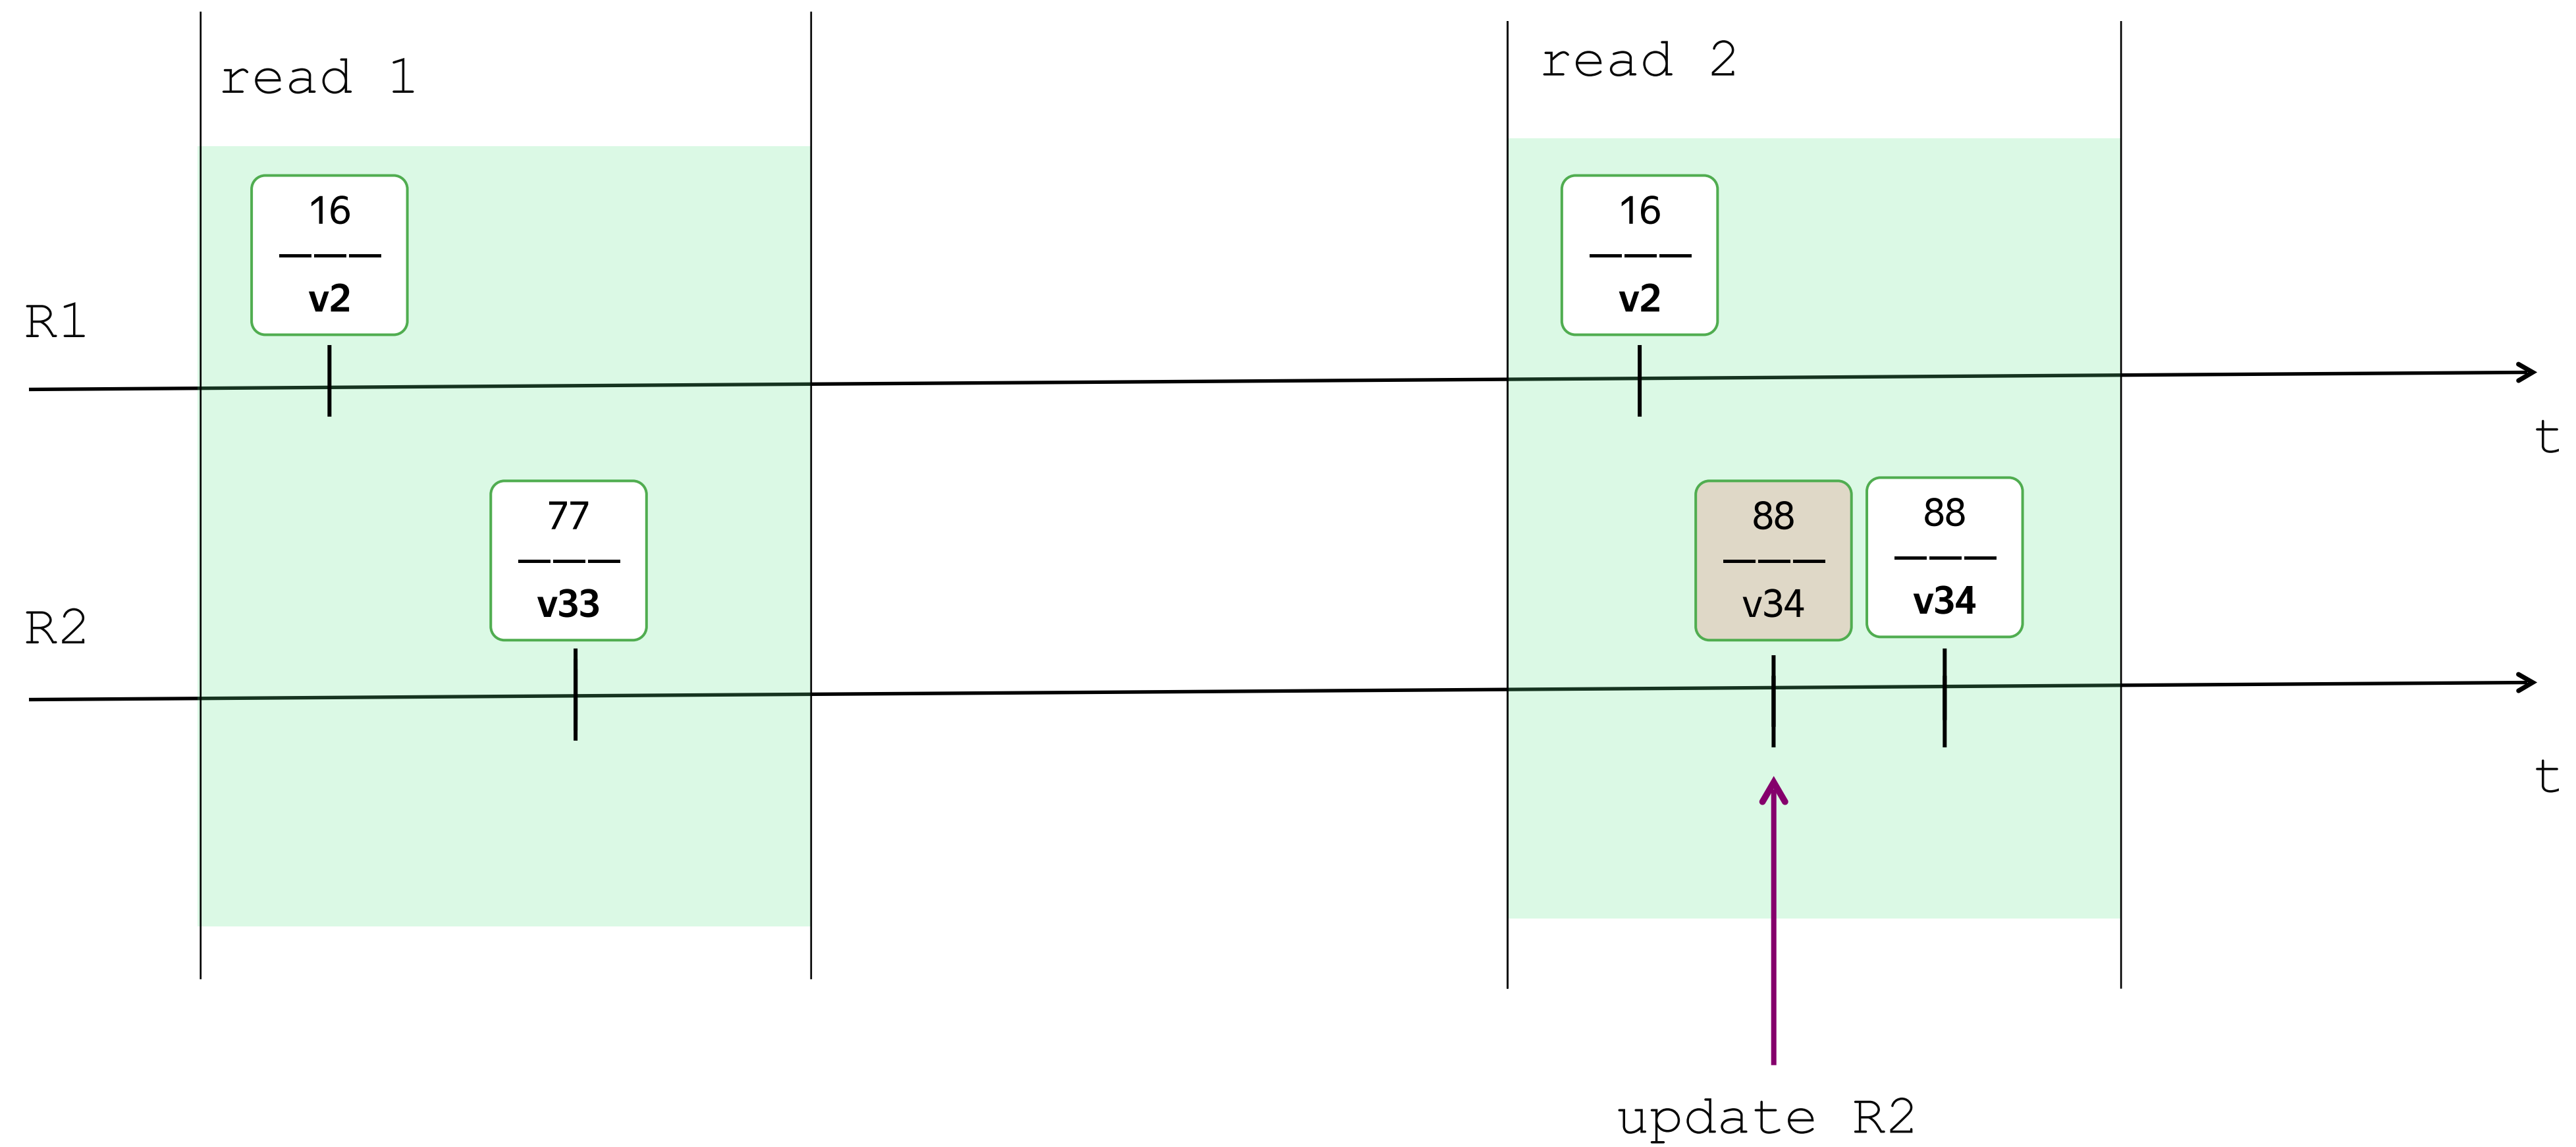 read 1
read 2
16
———
v2
16
———
v2
R1
t
77
———
v33
88
———
v34
88
———
v34
R2
t
update R2